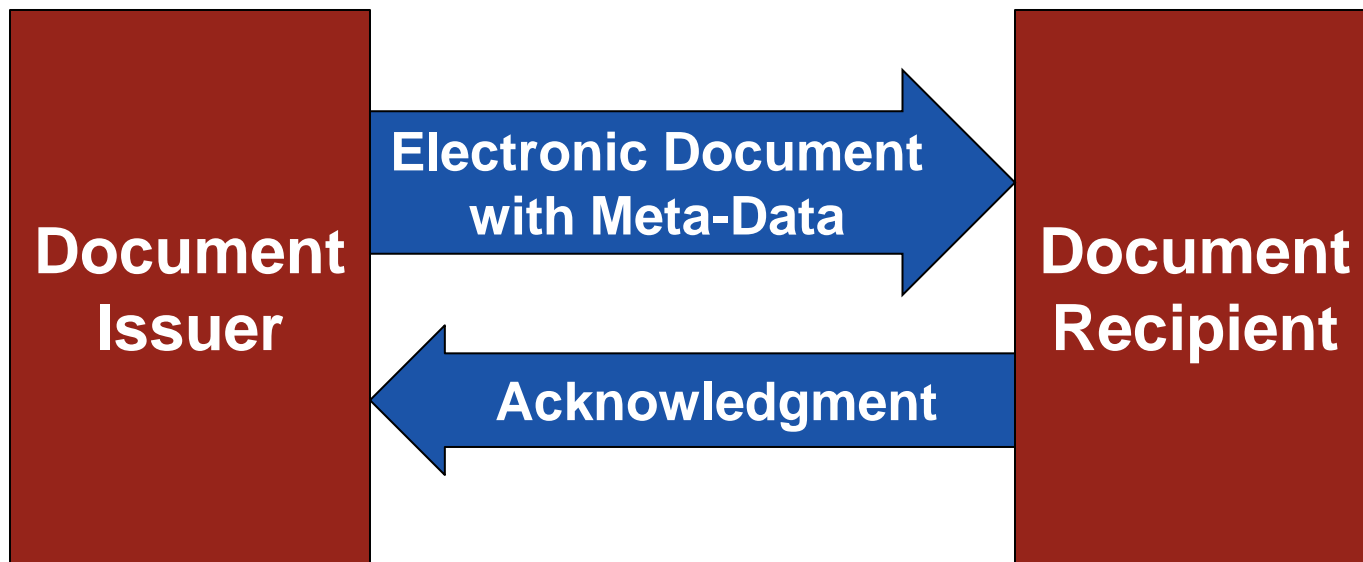 Document
Issuer
Electronic Document
with Meta-Data
Acknowledgment
Document
Recipient